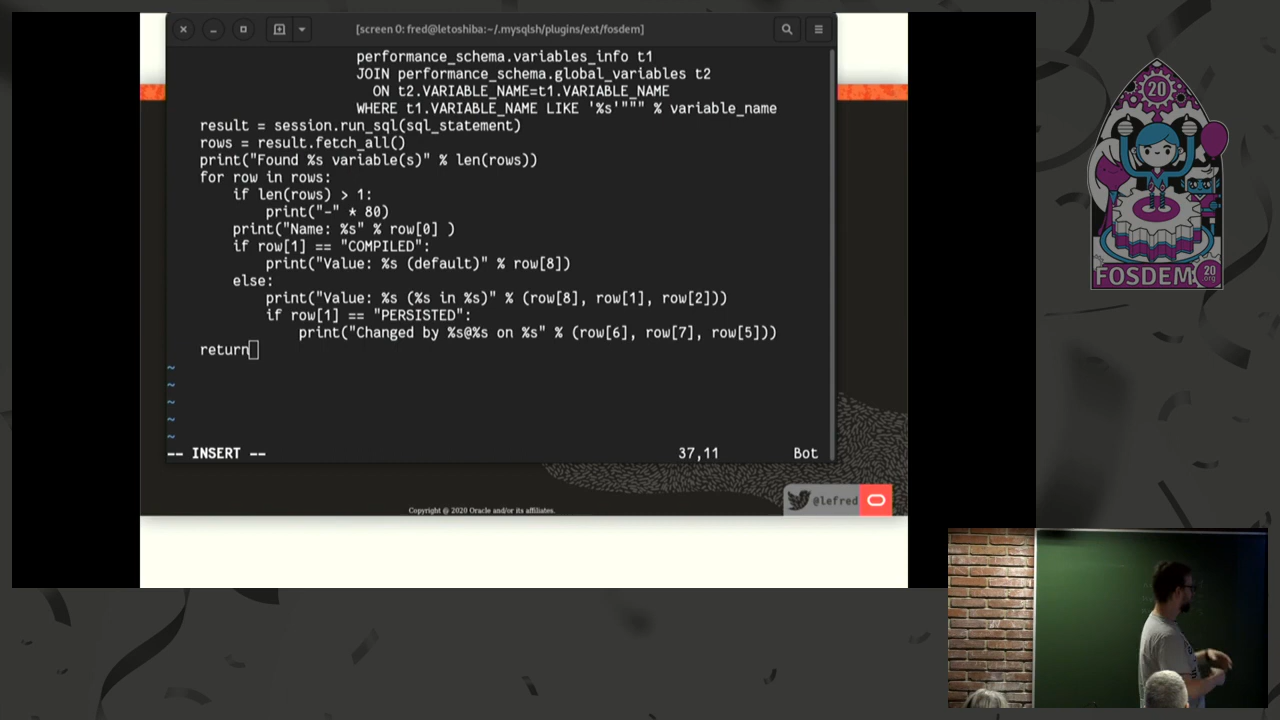 [screen 0: fred@letoshiba:~/.mysqlsh/plugins/ext/fosdem]
performance_schema.variables_info t1
JOIN performance_schema.global_variables t2
ON t2.VARIABLE_NAME=t1.VARIABLE_NAME
WHERE t1.VARIABLE_NAME LIKE '%s'""" % variable_name
result = session.run_sql(sql_statement)
rows = result.fetch_all()
print("Found %s variable(s)" % len(rows))
for row in rows:
if len(rows) > 1:
print("-" * 80)
print("Name: %s" % row[0] )
if row[1] == "COMPILED":
print("Value: %s (default)" % row[8])
else:
print("Value: %s (%s in %s)" % (row[8], row[1], row[2]))
if row[1] == "PERSISTED":
print("Changed by %s@%s on %s" % (row[6], row[7], row[5]))
return
~
~
~
~
~
-- INSERT --
37,11
Bot
@lefred
Copyright @ 2020 Oracle and/or its affiliates.
20
FOSDEM
20
.org